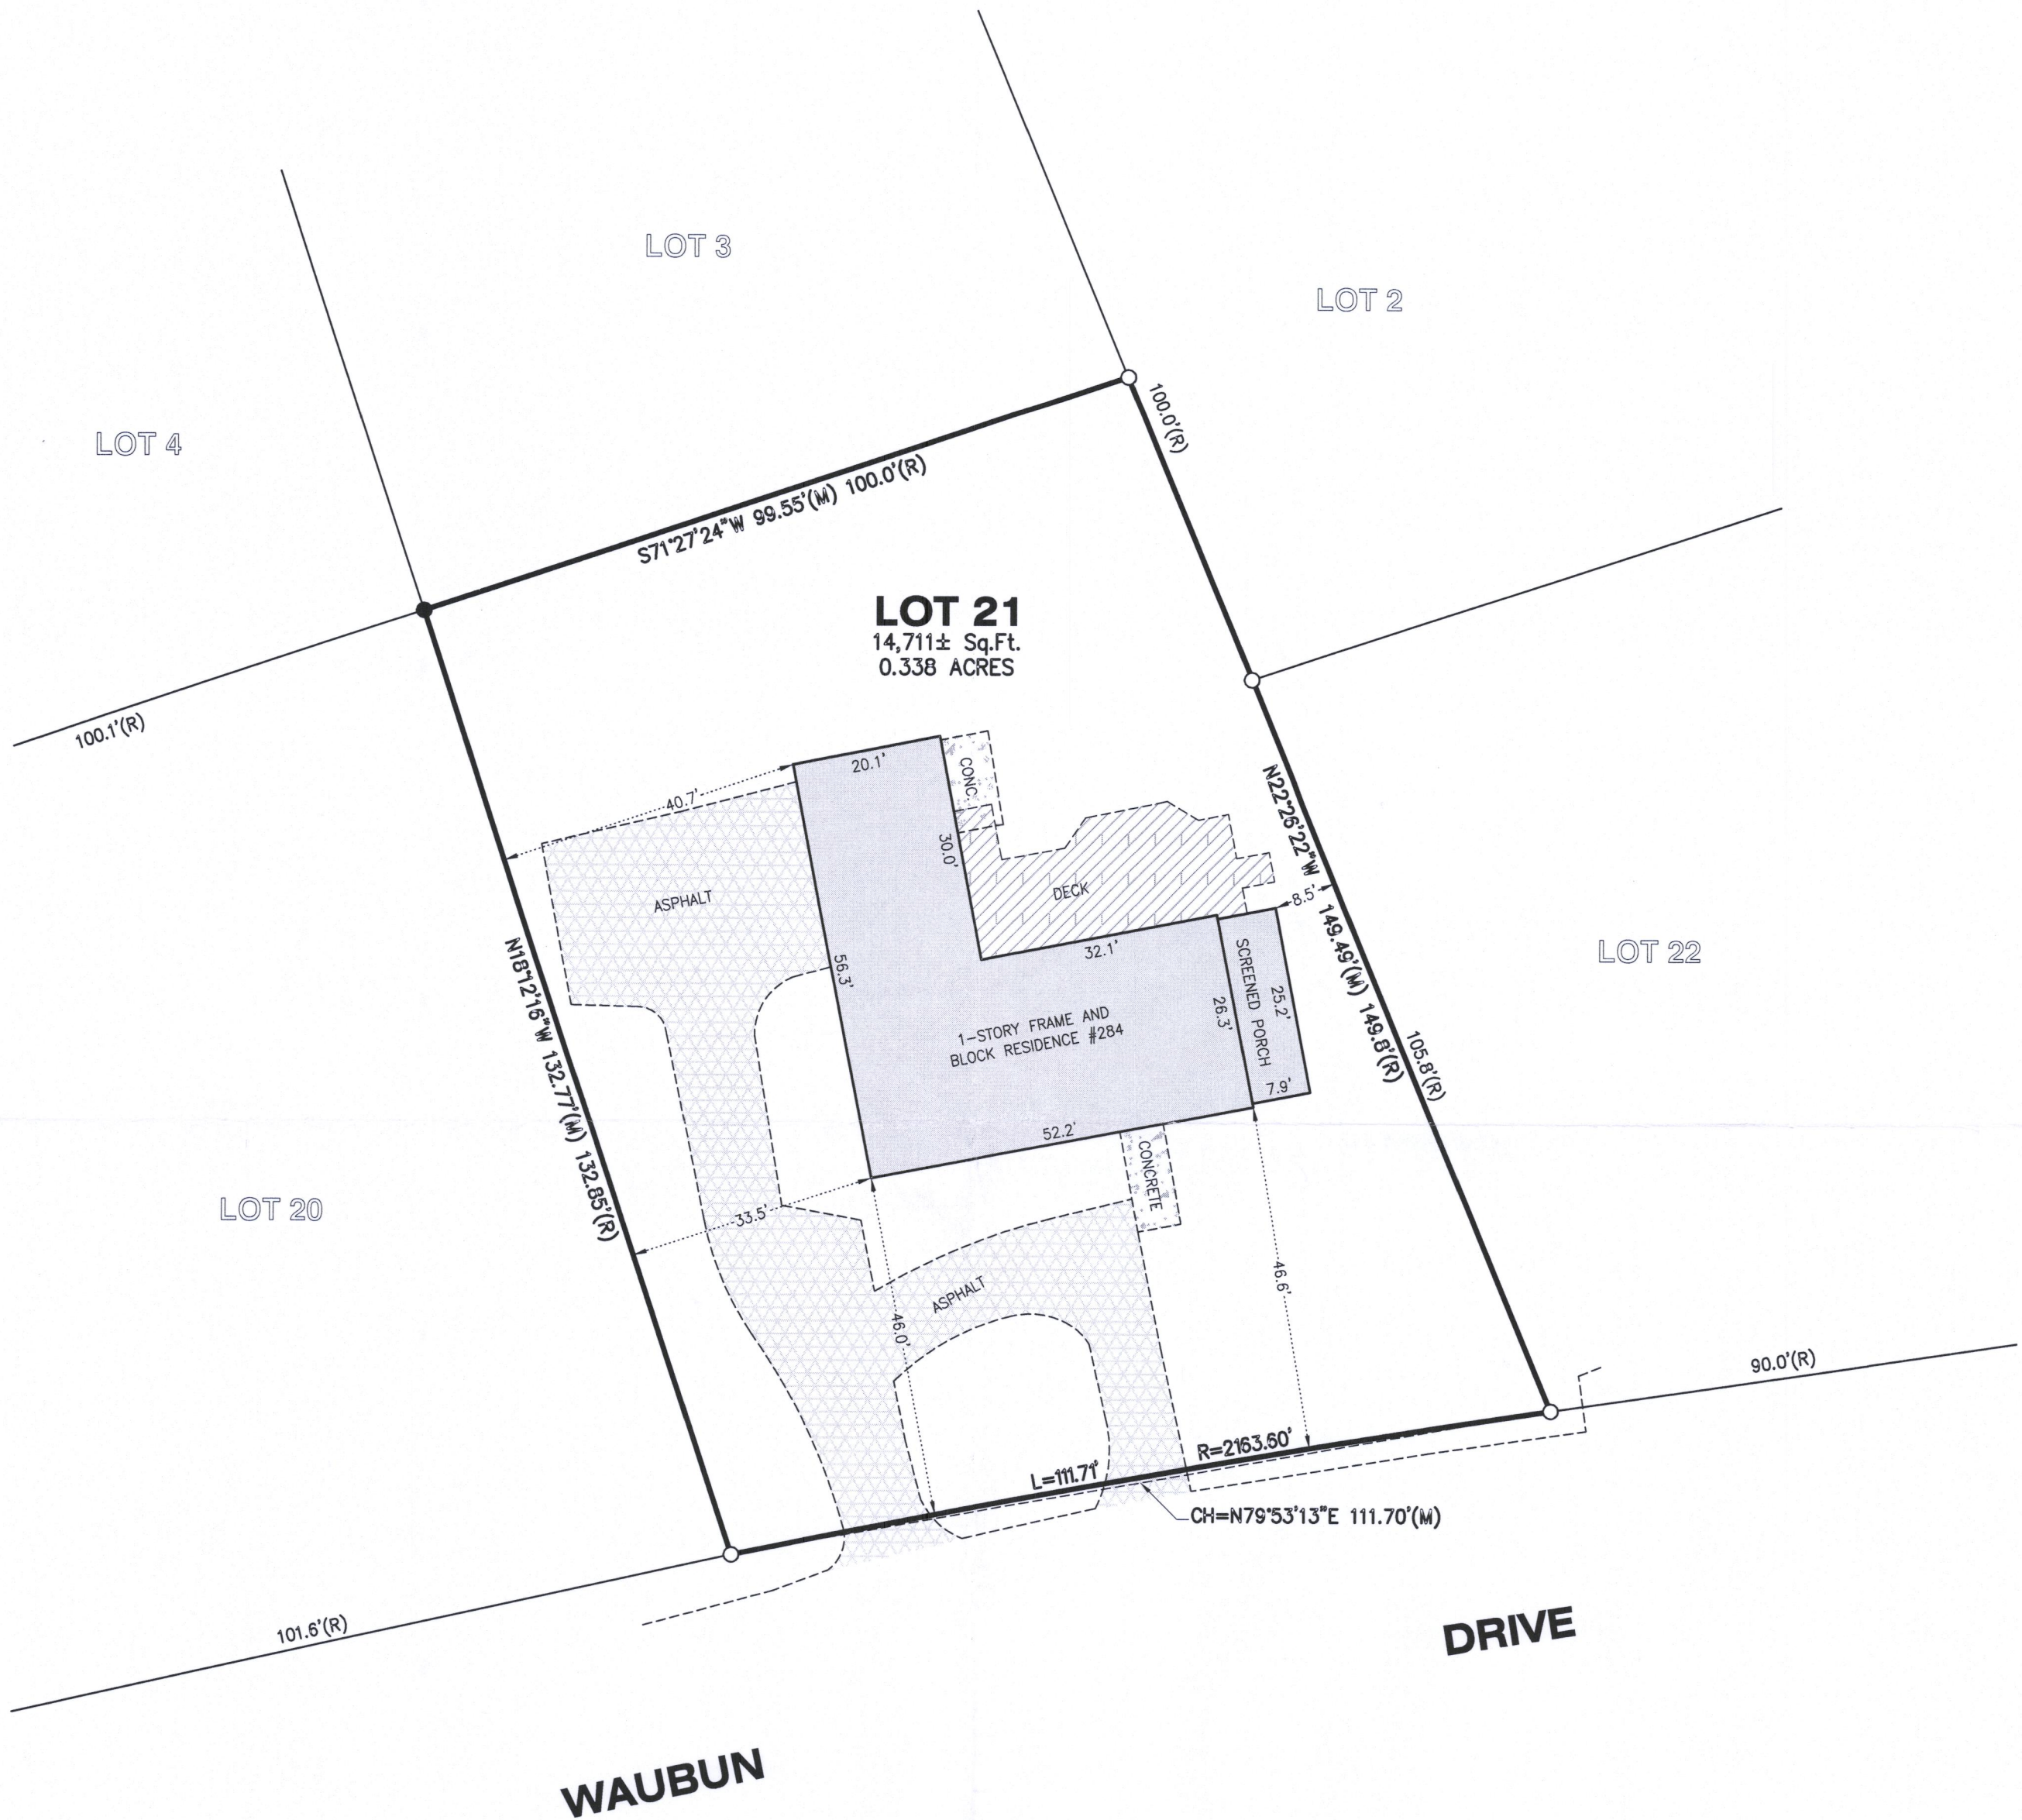 LOT 3
LOT 2
LOT 4
100.0'(R)
S71°27'24"W 99.55'(M) 100.0'(R)
LOT 21
14,711± Sq.Ft.
0.338 ACRES
100.1'(R)
20.1'
CONC.
40.7'
30.0'
N22°26'22"W 149.49'(M) 149.8'(R)
ASPHALT
DECK
8.5'
LOT 22
32.1'
56.3'
SCREENED PORCH
25.2'
26.3'
1-STORY FRAME AND
BLOCK RESIDENCE #284
N18°12'16"W 132.77'(M) 132.85'(R)
105.8'(R)
7.9'
52.2'
CONCRETE
LOT 20
33.5'
46.6'
ASPHALT
46.0'
90.0'(R)
R=2163.60'
L=111.71'
CH=N79°53'13"E 111.70'(M)
101.6'(R)
WAUBUN DRIVE